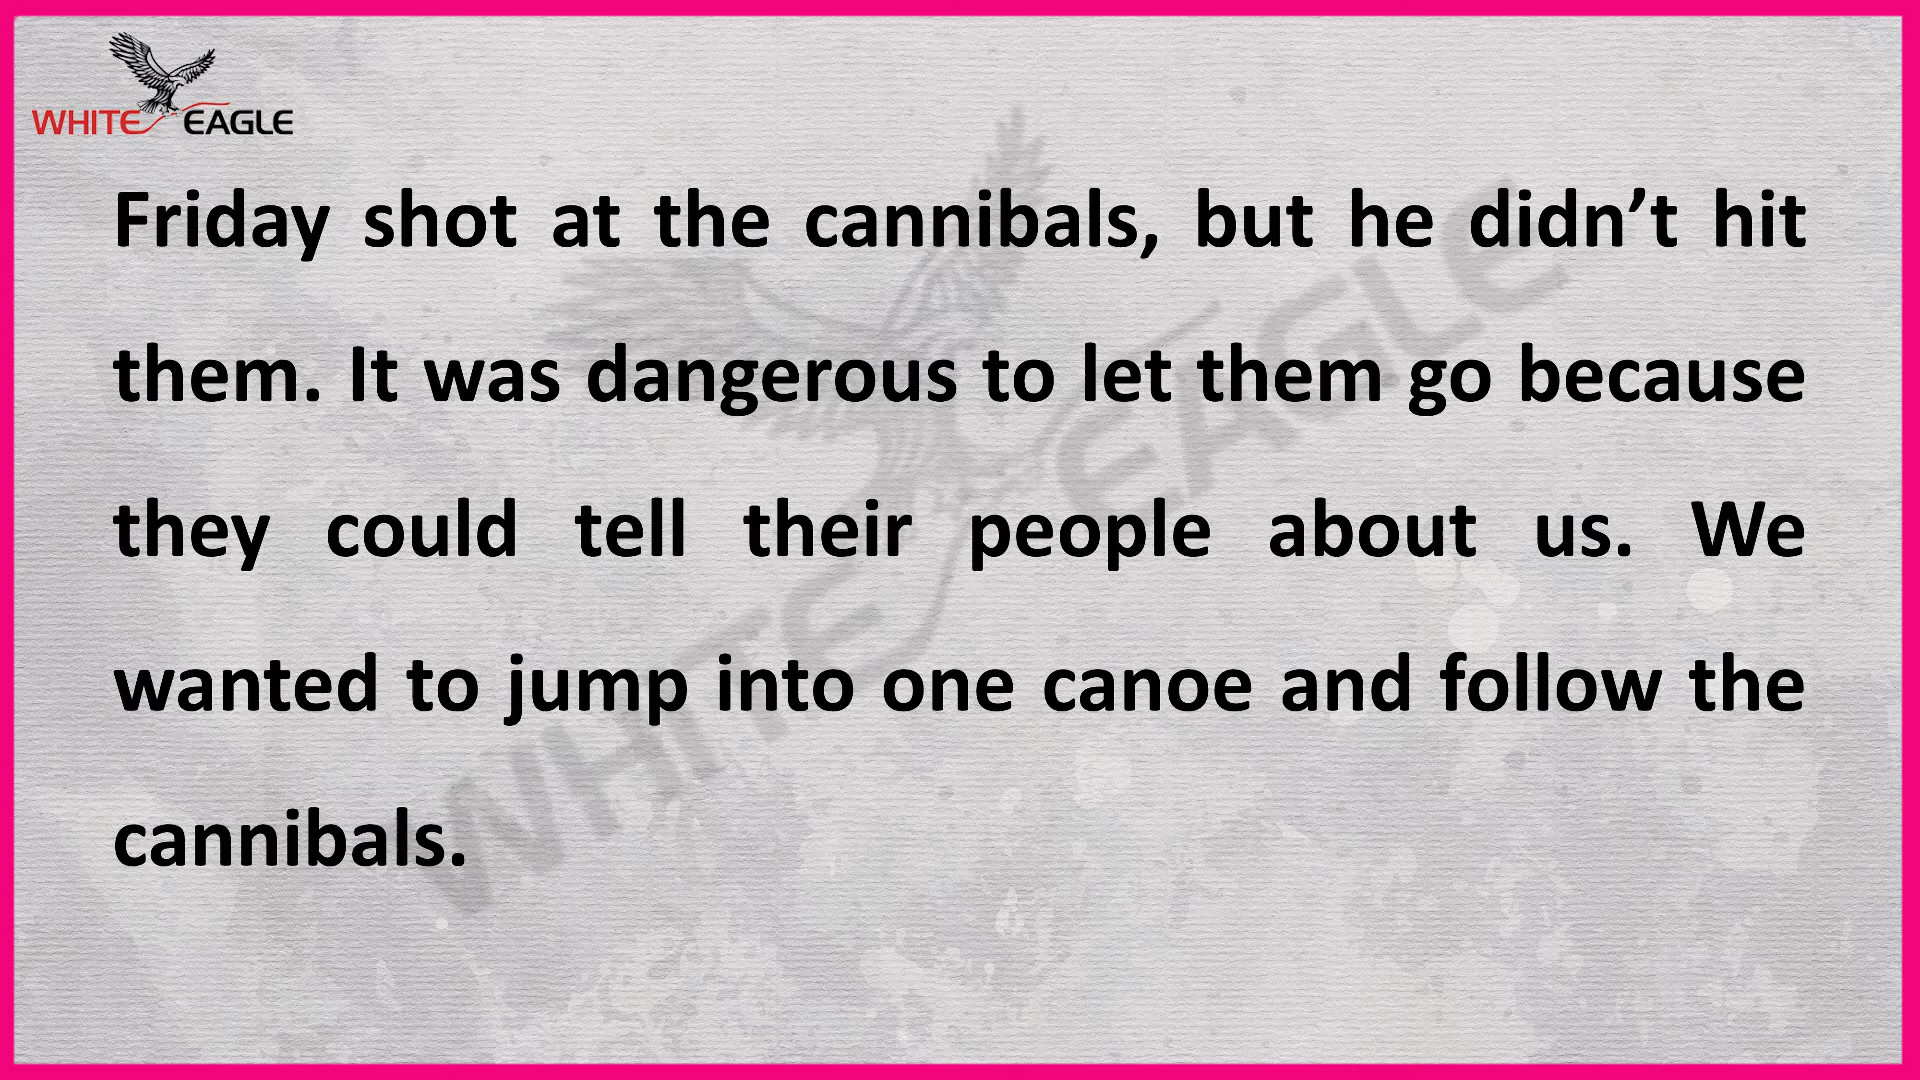 WHITE EAGLE
Friday shot at the cannibals, but he didn’t hit
them. It was dangerous to let them go because
they could tell their people about us. We
wanted to jump into one canoe and follow the
cannibals.
WHITE EAGLE